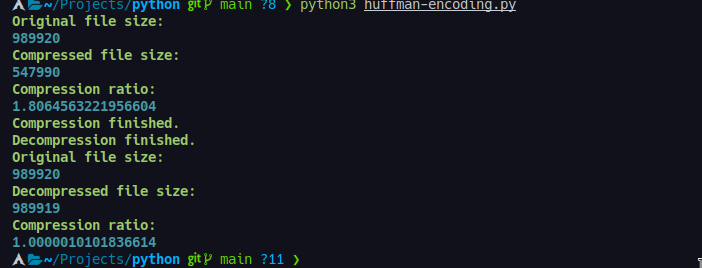 ~/Projects/python git main ?8 ❯ python3 huffman-encoding.py
Original file size:
989920
Compressed file size:
547990
Compression ratio:
1.8064563221956604
Compression finished.
Decompression finished.
Original file size:
989920
Decompressed file size:
989919
Compression ratio:
1.0000010101836614
~/Projects/python git main ?11 ❯